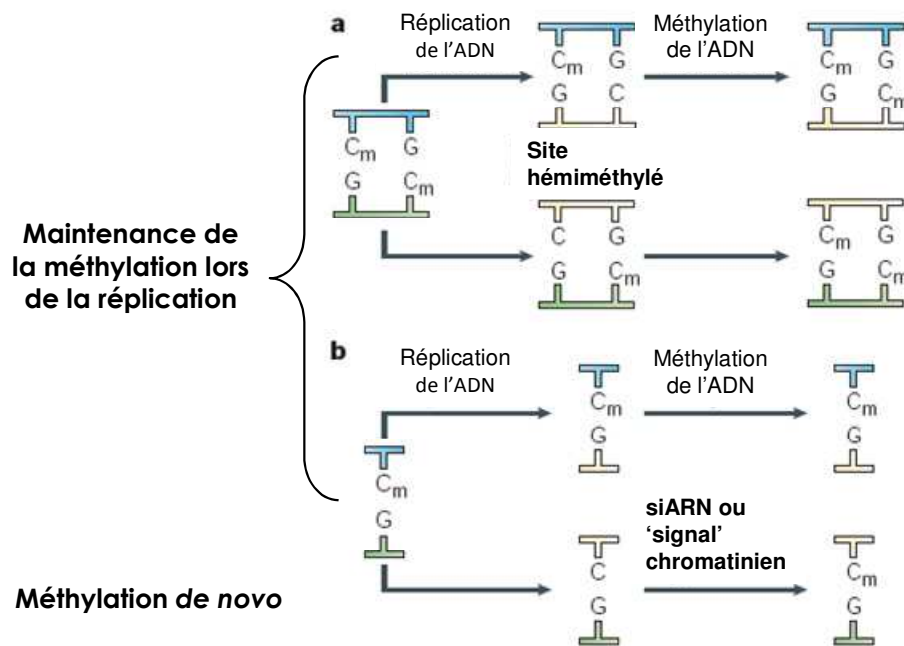 a
Réplication
de l'ADN
Méthylation
de l'ADN
Cm G
G C
Cm G
G Cm
Cm G
G Cm
Site
hémiméthylé
C G
G Cm
Cm G
G Cm
Maintenance de
la méthylation lors
de la réplication
b
Réplication
de l'ADN
Méthylation
de l'ADN
Cm
G
Cm
G
Cm
G
siARN ou
'signal'
chromatinien
C
G
Cm
G
Méthylation de novo